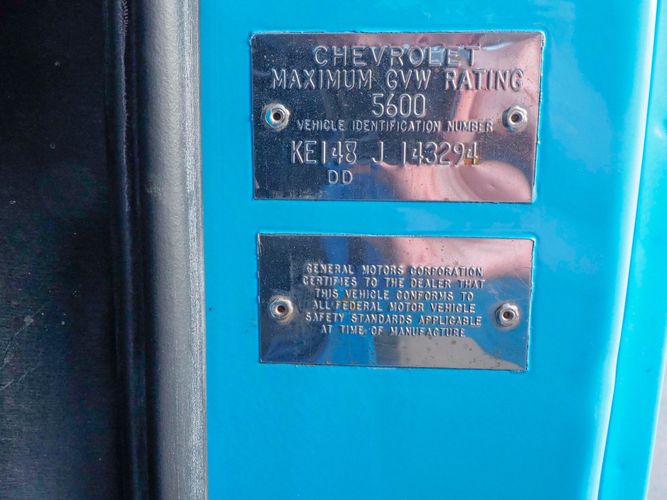 CHEVROLET
MAXIMUM GVW RATING
5600
VEHICLE IDENTIFICATION NUMBER
KE148 J 143294
DD
GENERAL MOTORS CORPORATION
CERTIFIES TO THE DEALER THAT
THIS VEHICLE CONFORMS TO
ALL FEDERAL MOTOR VEHICLE
SAFETY STANDARDS APPLICABLE
AT TIME OF MANUFACTURE